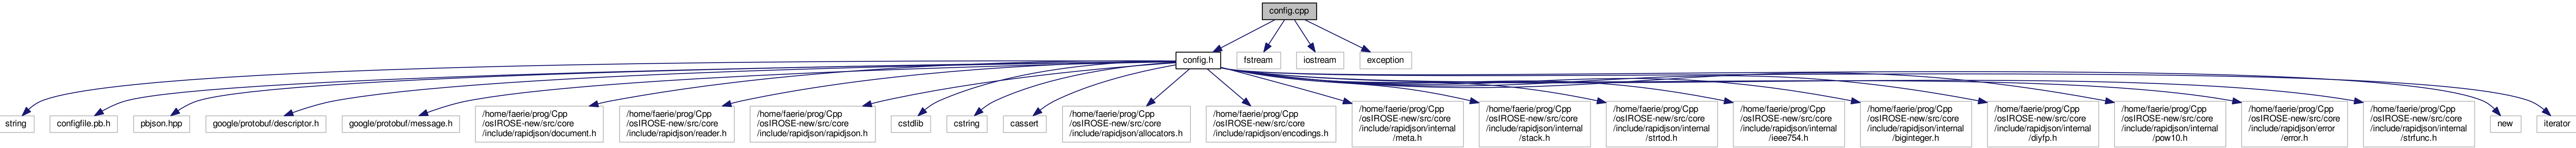 config.cpp
config.h
fstream
iostream
exception
string
configfile.pb.h
pbjson.hpp
google/protobuf/descriptor.h
google/protobuf/message.h
/home/faerie/prog/Cpp
/osIROSE-new/src/core
/include/rapidjson/document.h
/home/faerie/prog/Cpp
/osIROSE-new/src/core
/include/rapidjson/reader.h
/home/faerie/prog/Cpp
/osIROSE-new/src/core
/include/rapidjson/rapidjson.h
cstdlib
cstring
cassert
/home/faerie/prog/Cpp
/osIROSE-new/src/core
/include/rapidjson/allocators.h
/home/faerie/prog/Cpp
/osIROSE-new/src/core
/include/rapidjson/encodings.h
/home/faerie/prog/Cpp
/osIROSE-new/src/core
/include/rapidjson/internal
/meta.h
/home/faerie/prog/Cpp
/osIROSE-new/src/core
/include/rapidjson/internal
/stack.h
/home/faerie/prog/Cpp
/osIROSE-new/src/core
/include/rapidjson/internal
/strtod.h
/home/faerie/prog/Cpp
/osIROSE-new/src/core
/include/rapidjson/internal
/ieee754.h
/home/faerie/prog/Cpp
/osIROSE-new/src/core
/include/rapidjson/internal
/biginteger.h
/home/faerie/prog/Cpp
/osIROSE-new/src/core
/include/rapidjson/internal
/diyfp.h
/home/faerie/prog/Cpp
/osIROSE-new/src/core
/include/rapidjson/internal
/pow10.h
/home/faerie/prog/Cpp
/osIROSE-new/src/core
/include/rapidjson/error
/error.h
/home/faerie/prog/Cpp
/osIROSE-new/src/core
/include/rapidjson/internal
/strfunc.h
new
iterator